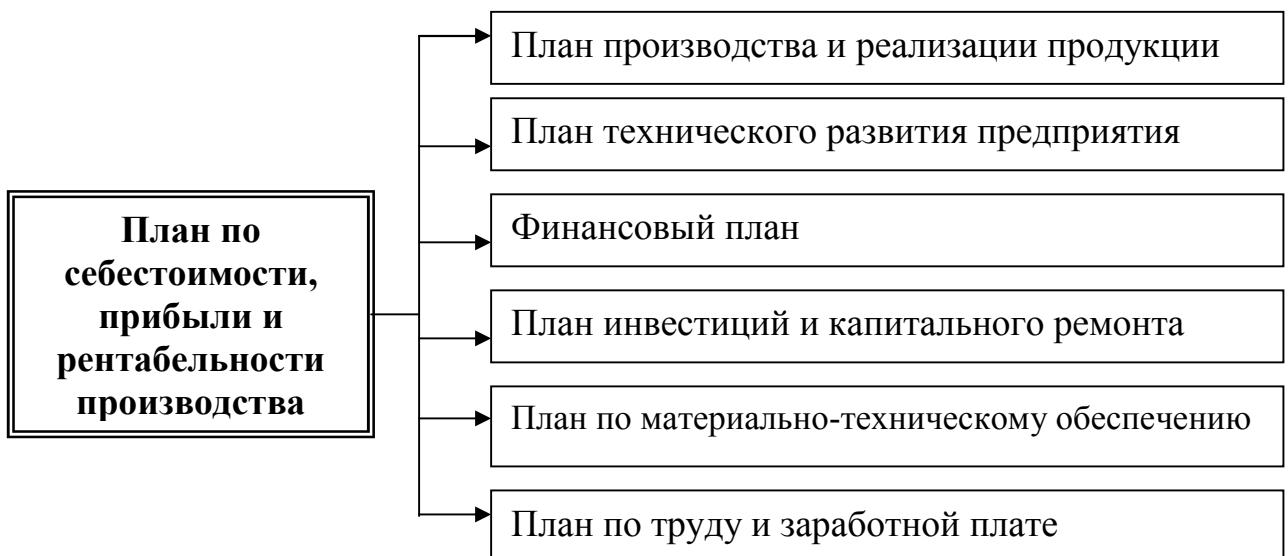 План производства и реализации продукции
План технического развития предприятия
План по
себестоимости,
прибыли и
рентабельности
производства
Финансовый план
План инвестиций и капитального ремонта
План по материально-техническому обеспечению
План по труду и заработной плате